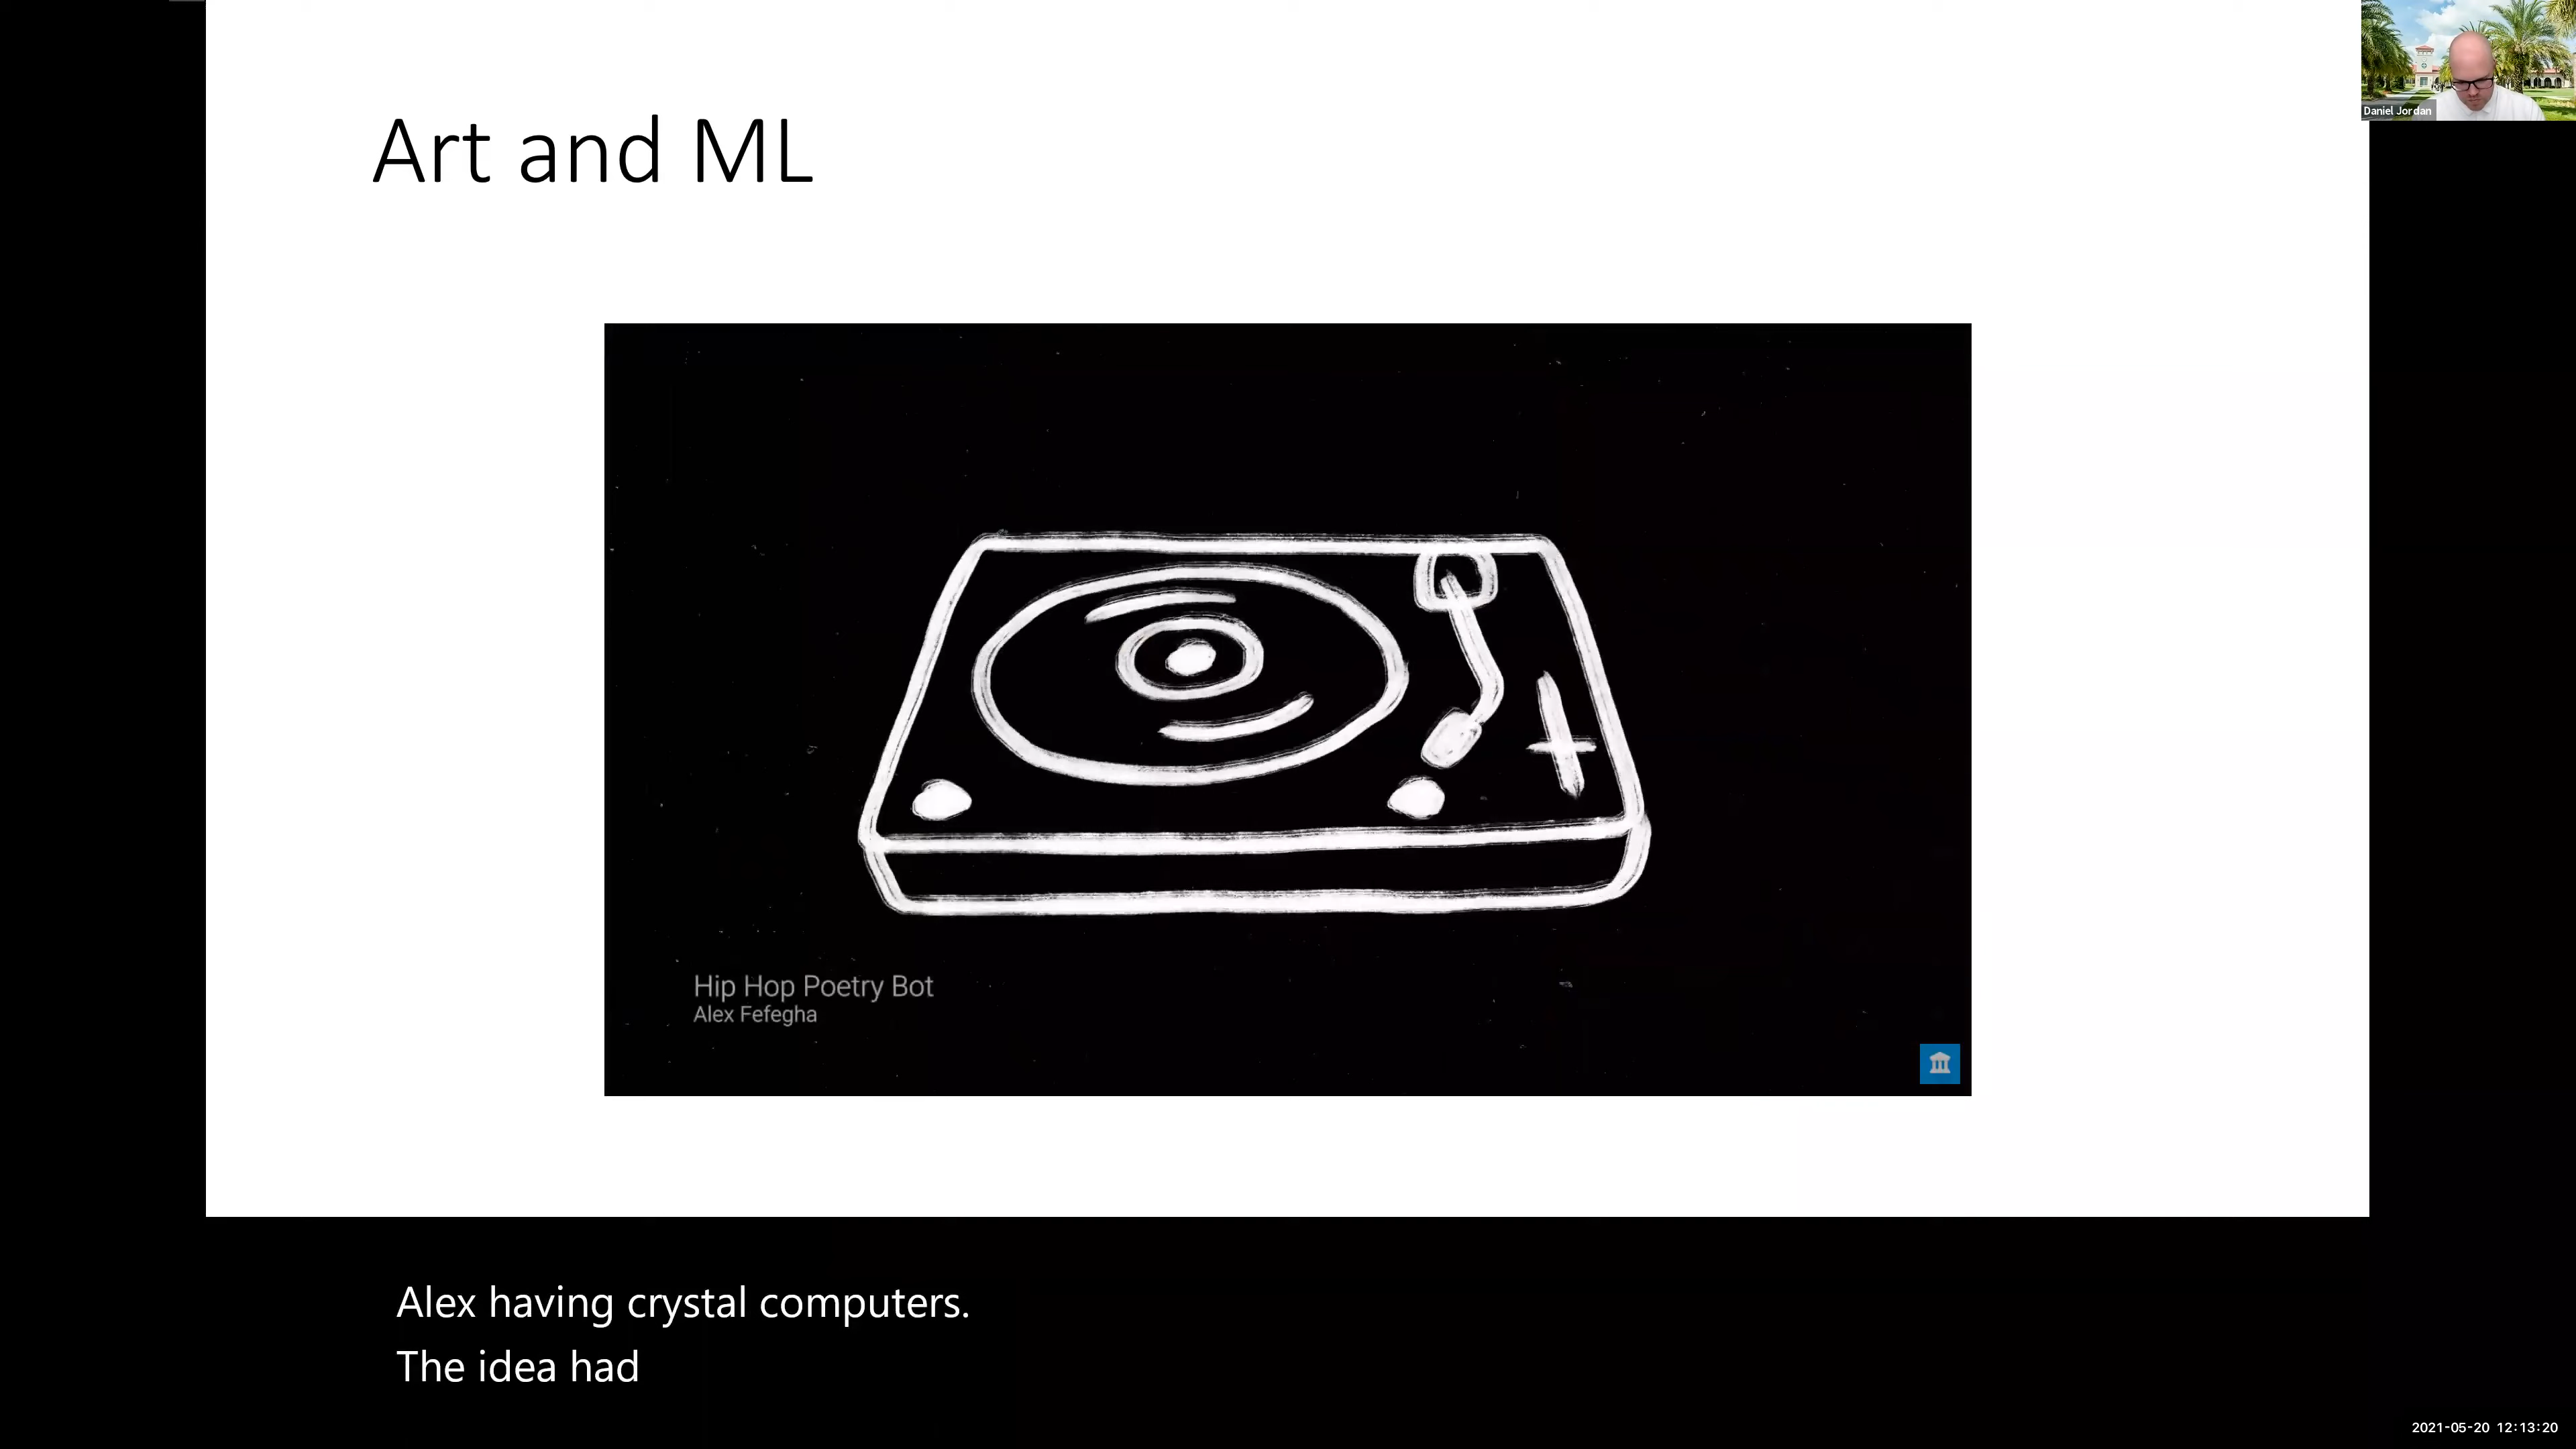 Art and ML
Daniel Jordan
Hip Hop Poetry Bot
Alex Fefegha
Alex having crystal computers.
The idea had
2021-05-20 12:13:20